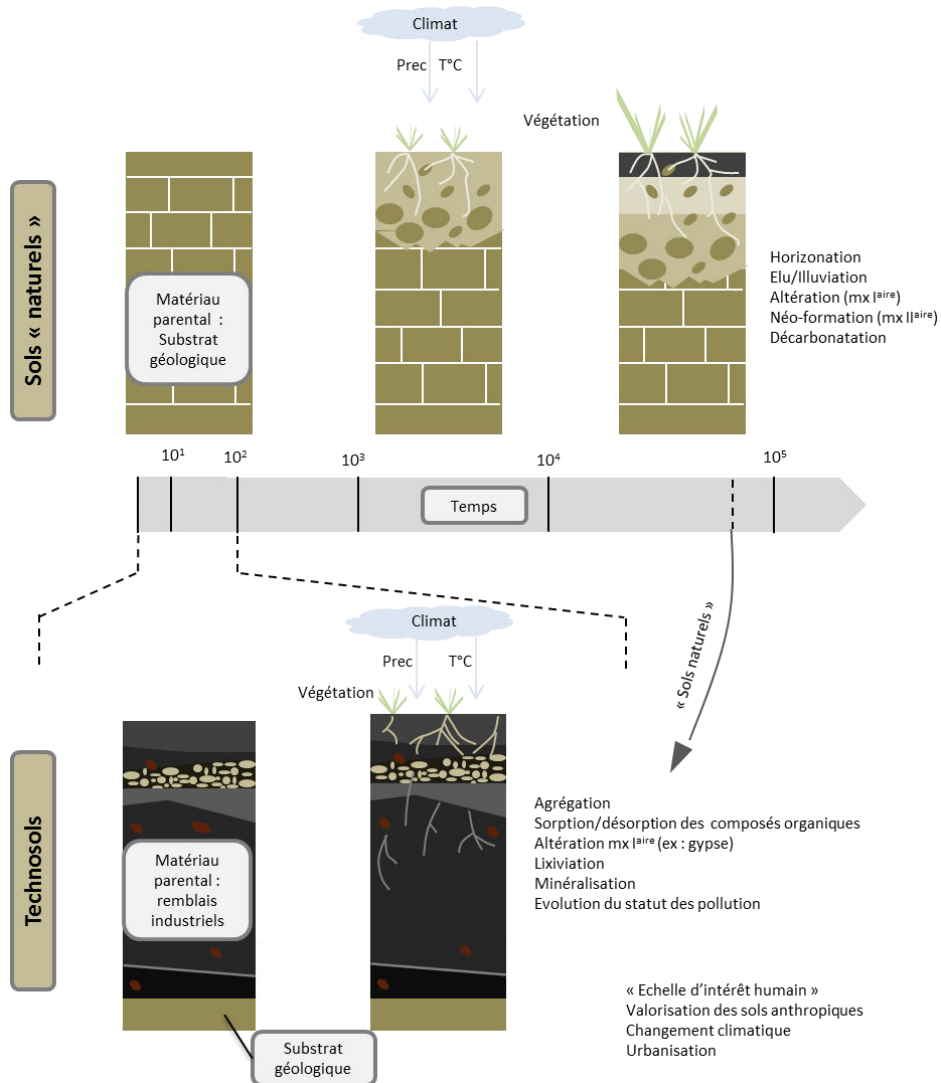 Climat
Prec T°C
Végétation
Sols « naturels »
Matériau
parental :
Substrat
géologique
Horizonation
Elu/Illuviation
Altération (mx Iaire)
Néo-formation (mx IIaire)
Décarbonatation
10¹ 10² 10³ 10⁴ 10⁵
Temps
« Sols naturels »
Climat
Prec T°C
Végétation
Technosols
Matériau
parental :
remblais
industriels
Agrégation
Sorption/désorption des composés organiques
Altération mx Iaire (ex : gypse)
Lixiviation
Minéralisation
Evolution du statut des pollution
« Echelle d'intérêt humain »
Valorisation des sols anthropiques
Changement climatique
Urbanisation
Substrat
géologique